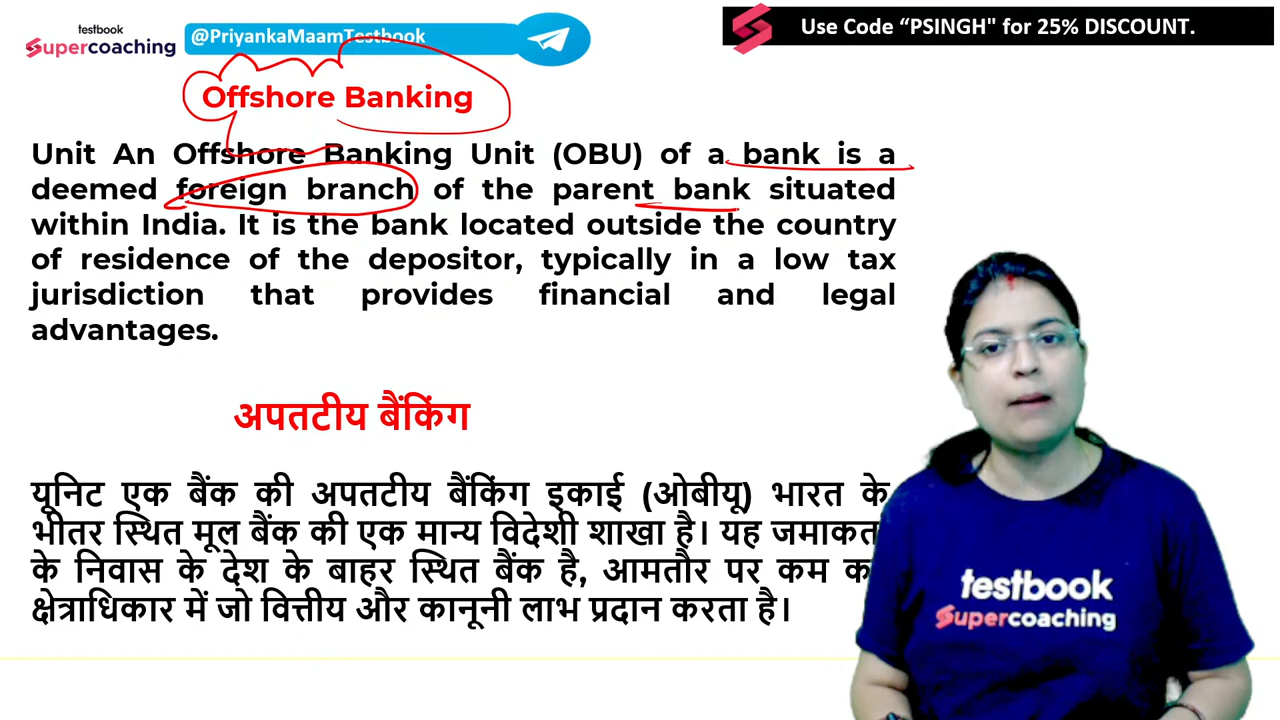 testbook
Supercoaching
@PriyankaMaamTestbook
Use Code “PSINGH" for 25% DISCOUNT.
Offshore Banking
Unit An Offshore Banking Unit (OBU) of a bank is a
deemed foreign branch of the parent bank situated
within India. It is the bank located outside the country
of residence of the depositor, typically in a low tax
jurisdiction that provides financial and legal
advantages.
अपतटीय बैंकिंग
यूनिट एक बैंक की अपतटीय बैंकिंग इकाई (ओबीयू) भारत के
भीतर स्थित मूल बैंक की एक मान्य विदेशी शाखा है। यह
के निवास के देश के बाहर स्थित बैंक है, आमतौर पर कम
क्षेत्राधिकार में जो वित्तीय और कानूनी लाभ प्रदान करता है।
testbook
Supercoaching